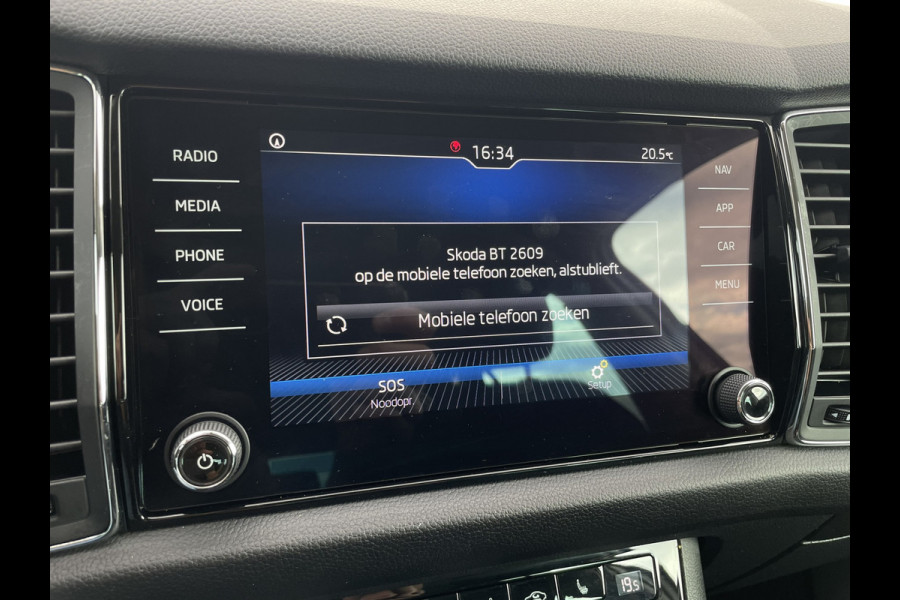 16:34
20.5°C
RADIO
MEDIA
PHONE
VOICE
Skoda BT 2609
op de mobiele telefoon zoeken, alstublieft.
Mobiele telefoon zoeken
SOS
Noodopr.
Setup
NAV
APP
CAR
MENU
19.5